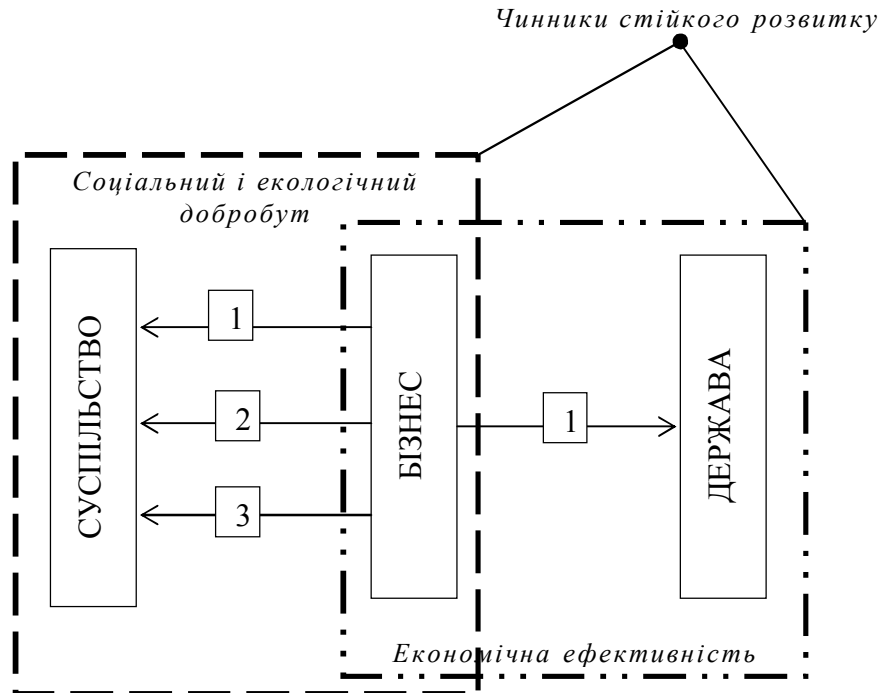 Чинники стійкого розвитку
Соціальний і екологічний
добробут
СУСПІЛЬСТВО
1
2
3
БІЗНЕС
1
ДЕРЖАВА
Економічна ефективність